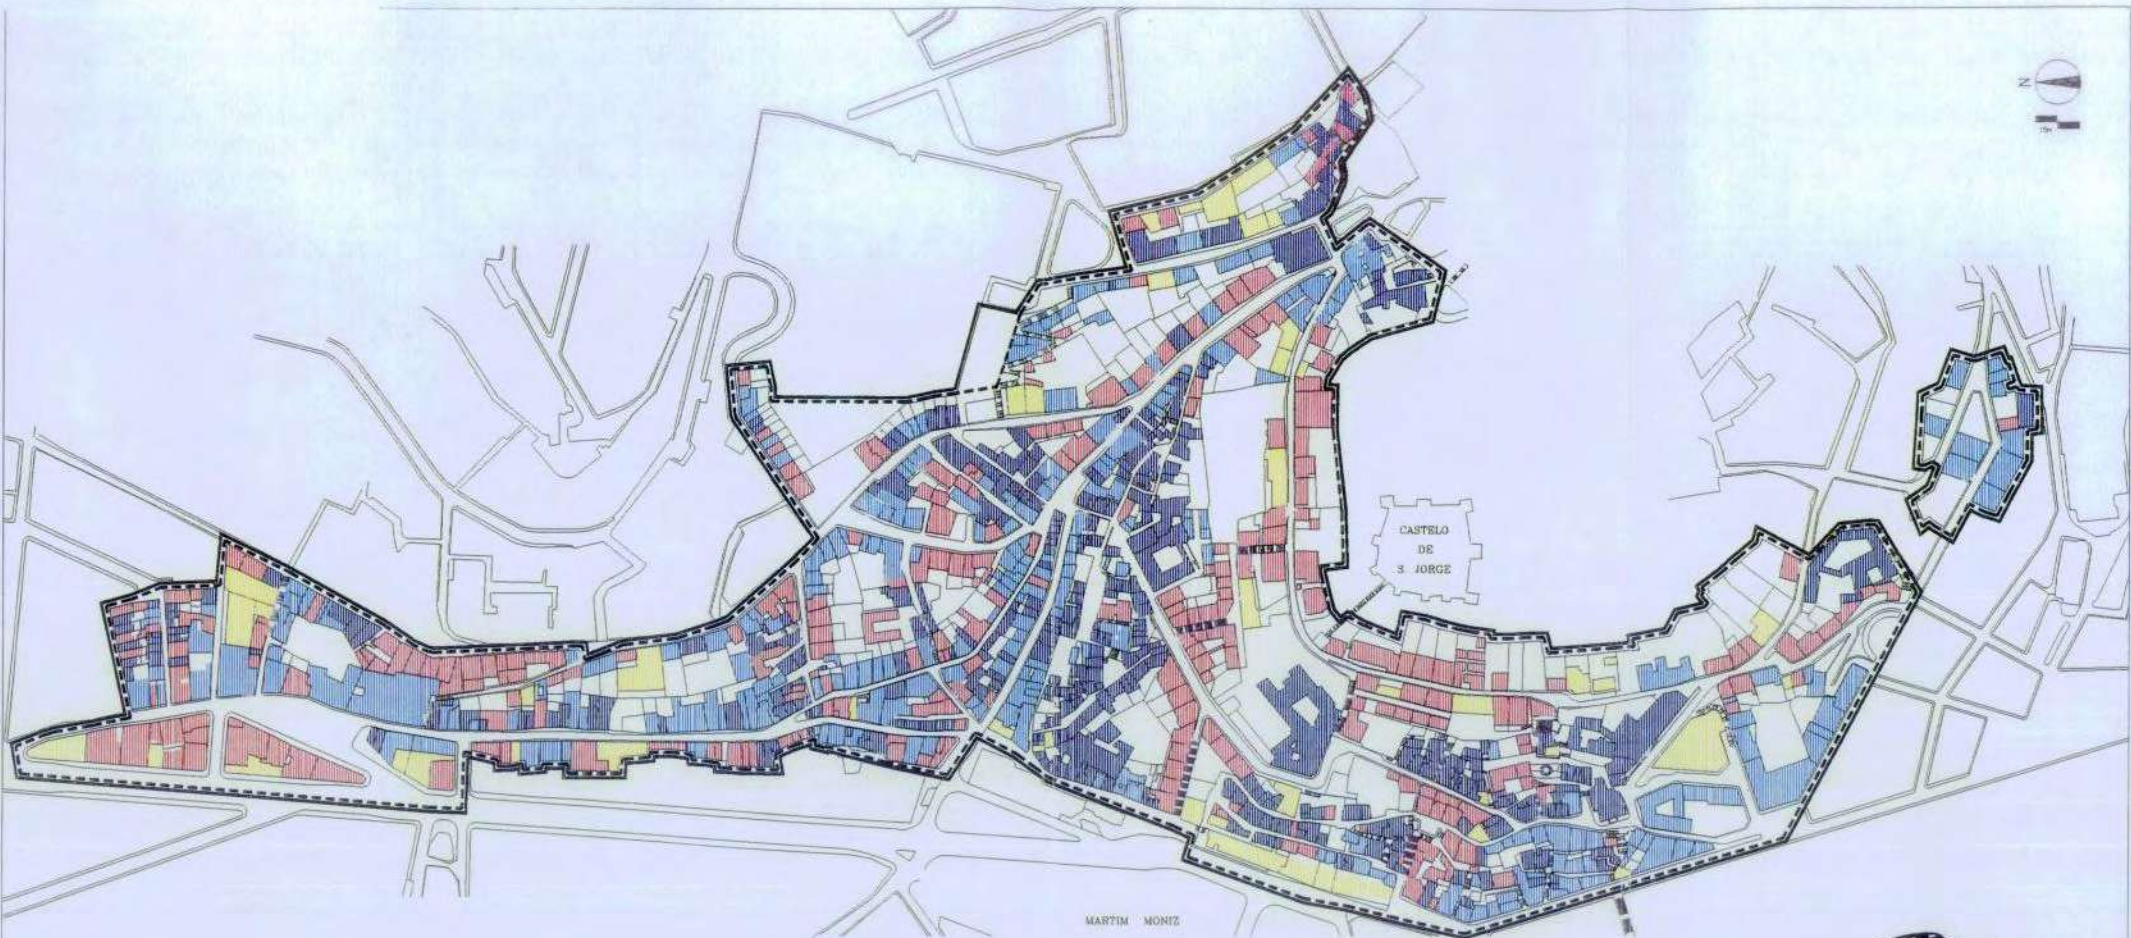 N
CASTELO
DE
S. JORGE
MARTIM MONIZ